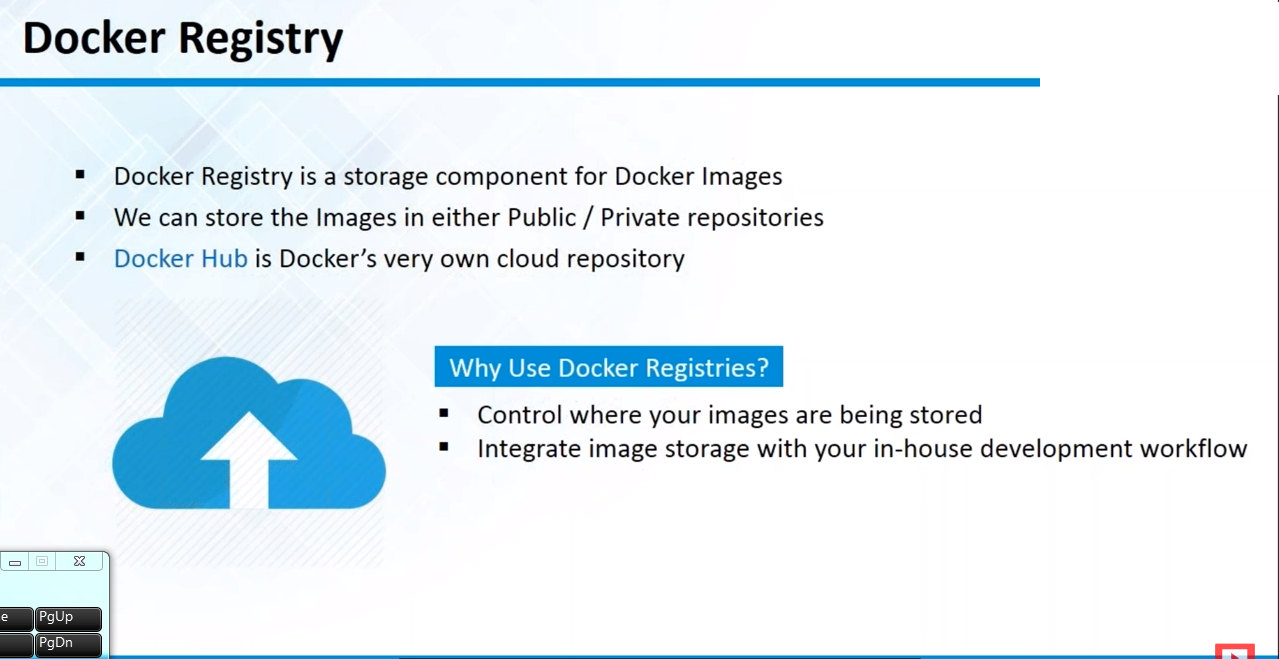 Docker Registry
▪ Docker Registry is a storage component for Docker Images
▪ We can store the Images in either Public / Private repositories
▪ Docker Hub is Docker’s very own cloud repository
Why Use Docker Registries?
▪ Control where your images are being stored
▪ Integrate image storage with your in-house development workflow
e PgUp
PgDn